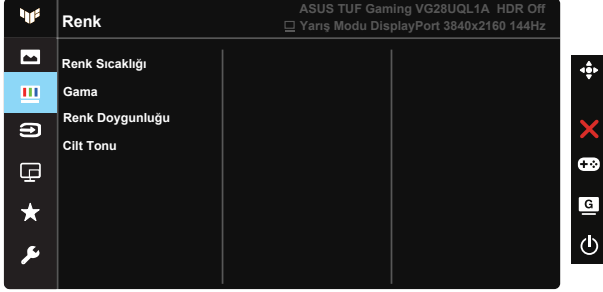 Renk
ASUS TUF Gaming VG28UQL1A HDR Off
Yarış Modu DisplayPort 3840x2160 144Hz
Renk Sıcaklığı
Gama
Renk Doygunluğu
Cilt Tonu
G